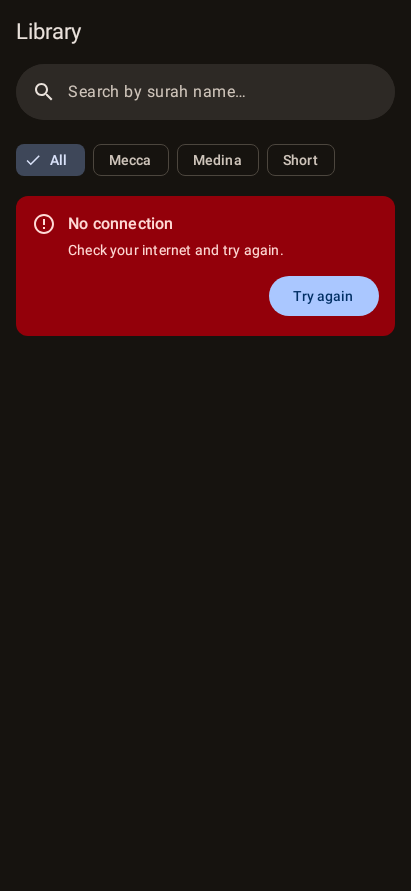 Library
Search by surah name…
All
Mecca
Medina
Short
No connection
Check your internet and try again.
Try again